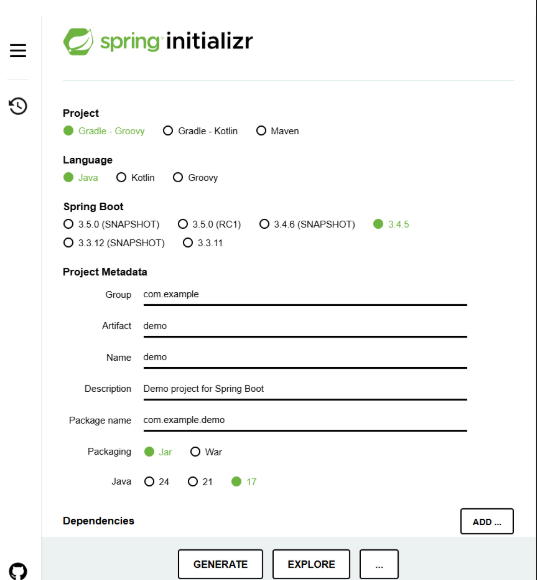 spring initializr
Project
Gradle - Groovy Gradle - Kotlin Maven
Language
Java Kotlin Groovy
Spring Boot
3.5.0 (SNAPSHOT) 3.5.0 (RC1) 3.4.6 (SNAPSHOT) 3.4.5
3.3.12 (SNAPSHOT) 3.3.11
Project Metadata
Group com.example
Artifact demo
Name demo
Description Demo project for Spring Boot
Package name com.example.demo
Packaging Jar War
Java 24 21 17
Dependencies ADD ...
GENERATE EXPLORE ...